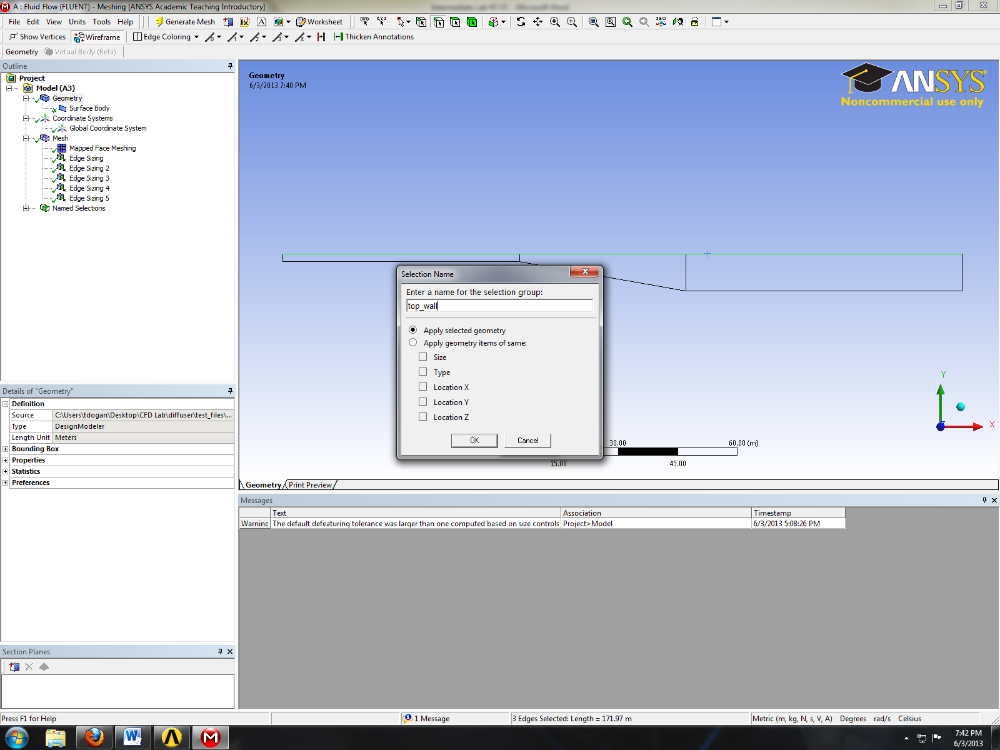 A : Fluid Flow (FLUENT) - Meshing [ANSYS Academic Teaching Introductory]
File Edit View Units Tools Help Generate Mesh Worksheet
Show Vertices Wireframe Edge Coloring Thicken Annotations
Geometry Virtual Body (Beta)
Outline
Project
Model (A3)
Geometry
Surface Body
Coordinate Systems
Global Coordinate System
Mesh
Mapped Face Meshing
Edge Sizing
Edge Sizing 2
Edge Sizing 3
Edge Sizing 4
Edge Sizing 5
Named Selections
Details of "Geometry"
Definition
Source C:\Users\tdogan\Desktop\CFD Lab\diffuser\test_files\...
Type DesignModeler
Length Unit Meters
Bounding Box
Properties
Statistics
Preferences
Section Planes
Geometry
6/3/2013 7:40 PM
ANSYS
Noncommercial use only
Selection Name
Enter a name for the selection group:
top_wall
Apply selected geometry
Apply geometry items of same:
Size
Type
Location X
Location Y
Location Z
OK Cancel
Y
X
30.00 60.00 (m)
15.00 45.00
Geometry Print Preview
Messages
Text Association Timestamp
Warning The default defeaturing tolerance was larger than one computed based on size controls Project>Model 6/3/2013 5:08:26 PM
Press F1 for Help 1 Message 3 Edges Selected: Length = 171.97 m Metric (m, kg, N, s, V, A) Degrees rad/s Celsius
7:42 PM
6/3/2013